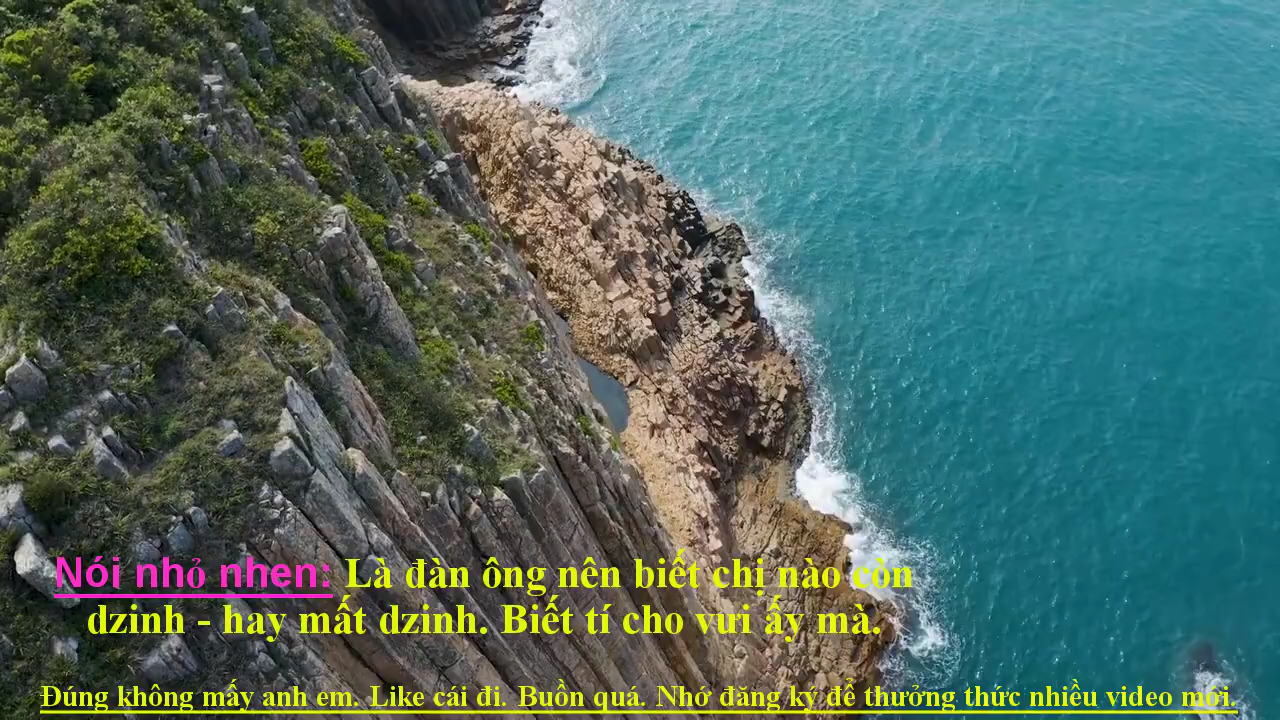 Nói nhỏ nhen: Là đàn ông nên biết chị nào còn
dzinh - hay mất dzinh. Biết tí cho vưi ấy mà.
Đúng không mấy anh em. Like cái đi. Buồn quá. Nhớ đăng ký để thưởng thức nhiều video mới.